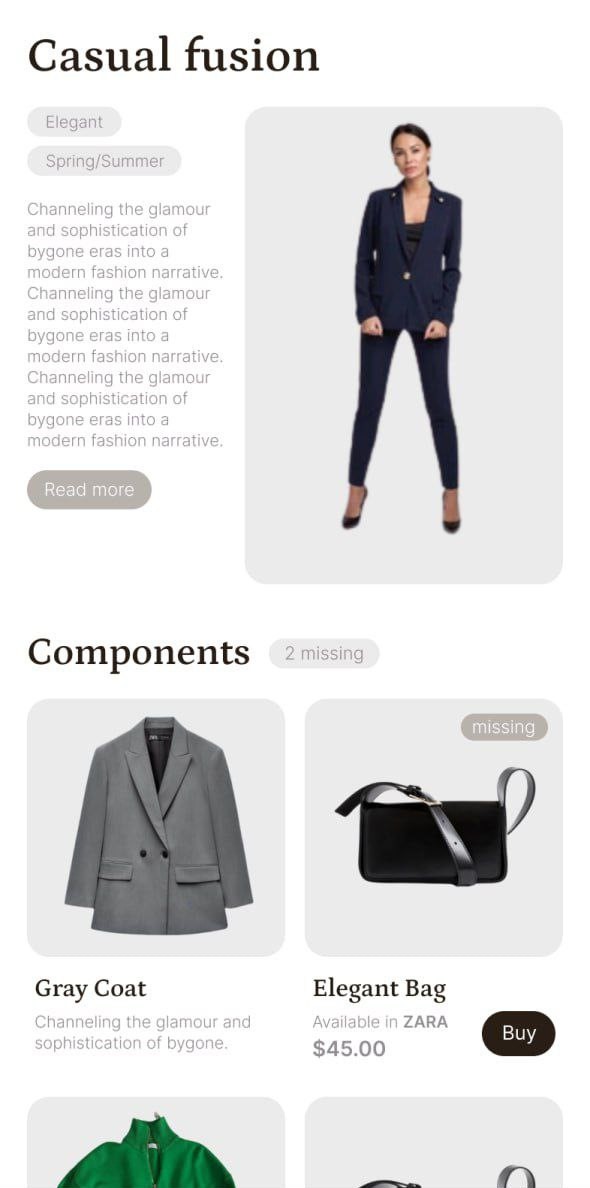 Casual fusion
Elegant
Spring/Summer
Channeling the glamour
and sophistication of
bygone eras into a
modern fashion narrative.
Channeling the glamour
and sophistication of
bygone eras into a
modern fashion narrative.
Channeling the glamour
and sophistication of
bygone eras into a
modern fashion narrative.
Read more
Components
2 missing
missing
Gray Coat
Channeling the glamour and
sophistication of bygone.
Elegant Bag
Available in ZARA
$45.00
Buy